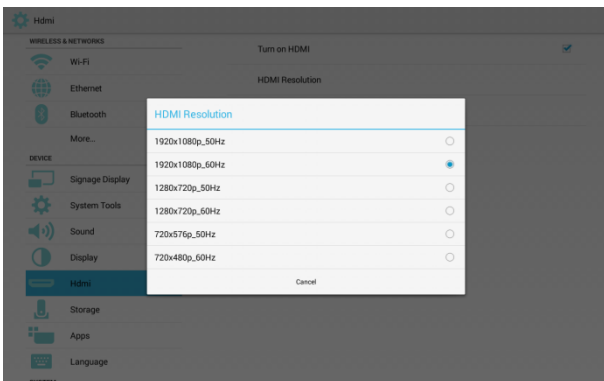 Hdmi
WIRELESS & NETWORKS
Wi-Fi
Ethernet
Bluetooth
More...
DEVICE
Signage Display
System Tools
Sound
Display
Hdmi
Storage
Apps
Language
Turn on HDMI
HDMI Resolution
HDMI Resolution
1920x1080p_50Hz
1920x1080p_60Hz
1280x720p_50Hz
1280x720p_60Hz
720x576p_50Hz
720x480p_60Hz
Cancel